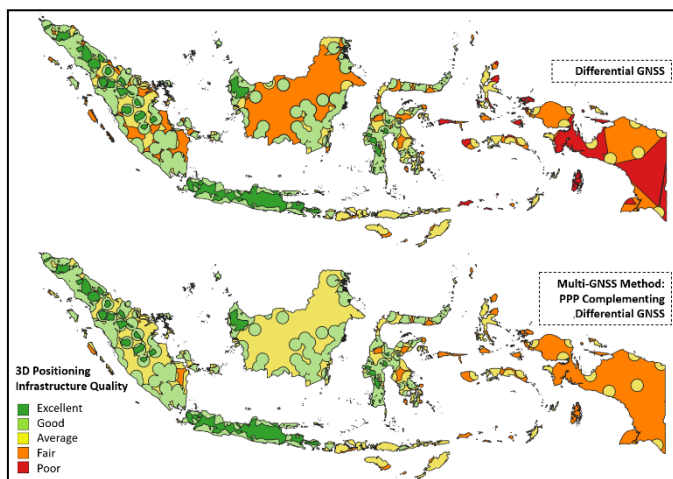 Differential GNSS
Multi-GNSS Method:
PPP Complementing
,Differential GNSS
3D Positioning
Infrastructure Quality
Excellent
Good
Average
Fair
Poor